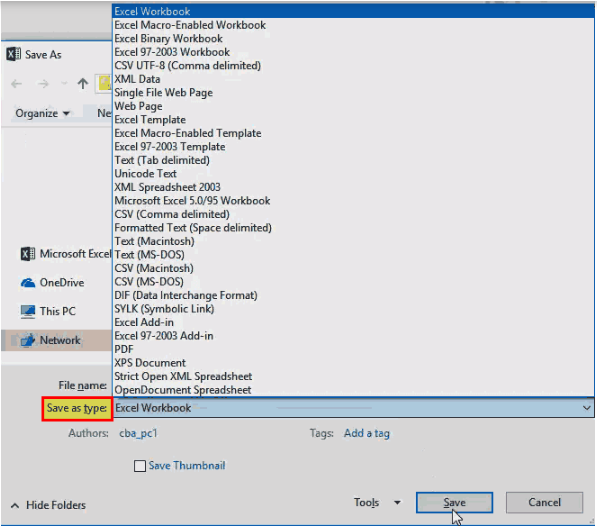 Excel Workbook
Excel Macro-Enabled Workbook
Excel Binary Workbook
Excel 97-2003 Workbook
CSV UTF-8 (Comma delimited)
XML Data
Single File Web Page
Web Page
Excel Template
Excel Macro-Enabled Template
Excel 97-2003 Template
Text (Tab delimited)
Unicode Text
XML Spreadsheet 2003
Microsoft Excel 5.0/95 Workbook
CSV (Comma delimited)
Formatted Text (Space delimited)
Text (Macintosh)
Text (MS-DOS)
CSV (Macintosh)
CSV (MS-DOS)
DIF (Data Interchange Format)
SYLK (Symbolic Link)
Excel Add-in
Excel 97-2003 Add-in
PDF
XPS Document
Strict Open XML Spreadsheet
OpenDocument Spreadsheet
Save As
Organize
Ne
Microsoft Excel
OneDrive
This PC
Network
File name:
Save as type: Excel Workbook
Authors: cba_pc1 Tags: Add a tag
Save Thumbnail
Hide Folders Tools Save Cancel